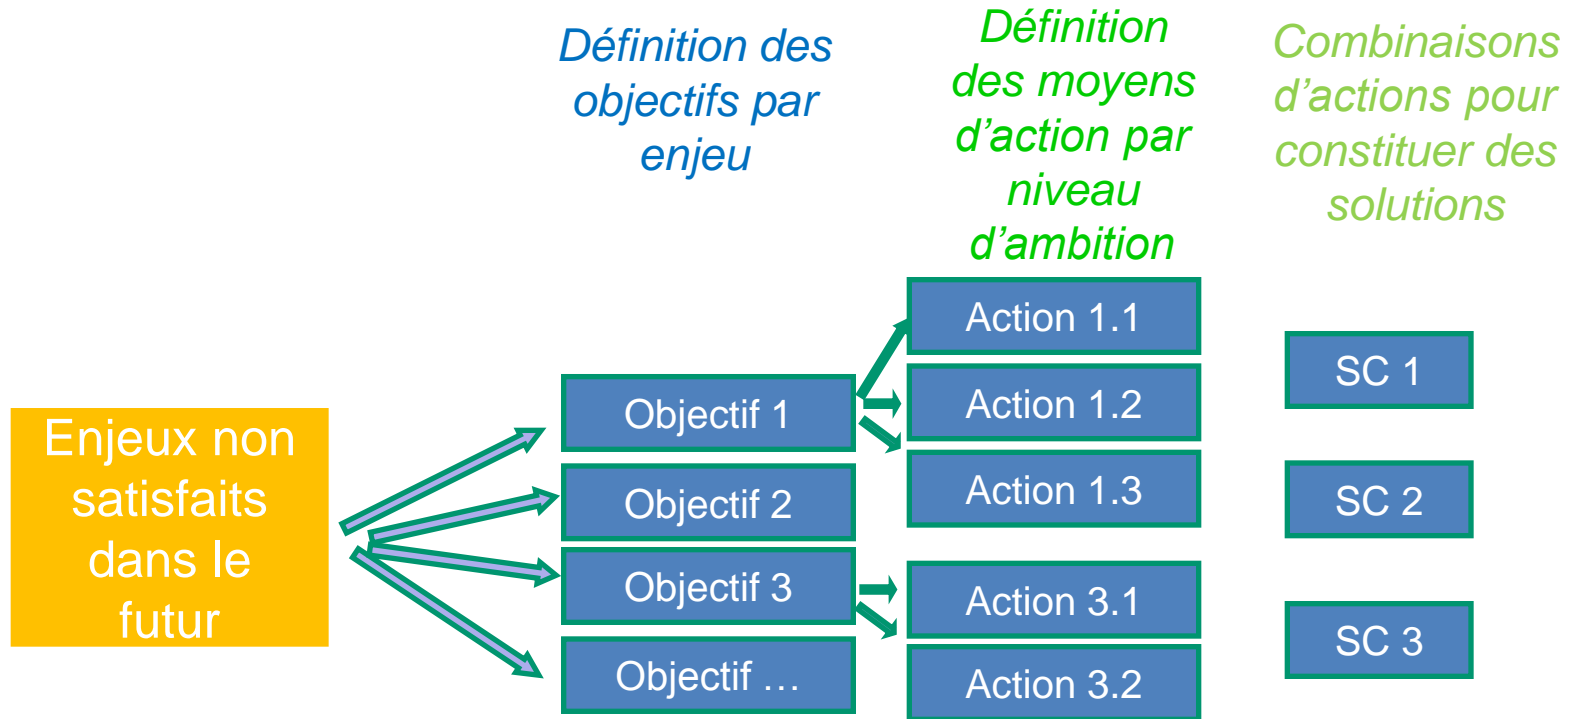 Définition des
objectifs par
enjeu
Définition
des moyens
d’action par
niveau
d’ambition
Combinaisons
d’actions pour
constituer des
solutions
Enjeux non
satisfaits
dans le
futur
Objectif 1
Objectif 2
Objectif 3
Objectif …
Action 1.1
Action 1.2
Action 1.3
Action 3.1
Action 3.2
SC 1
SC 2
SC 3